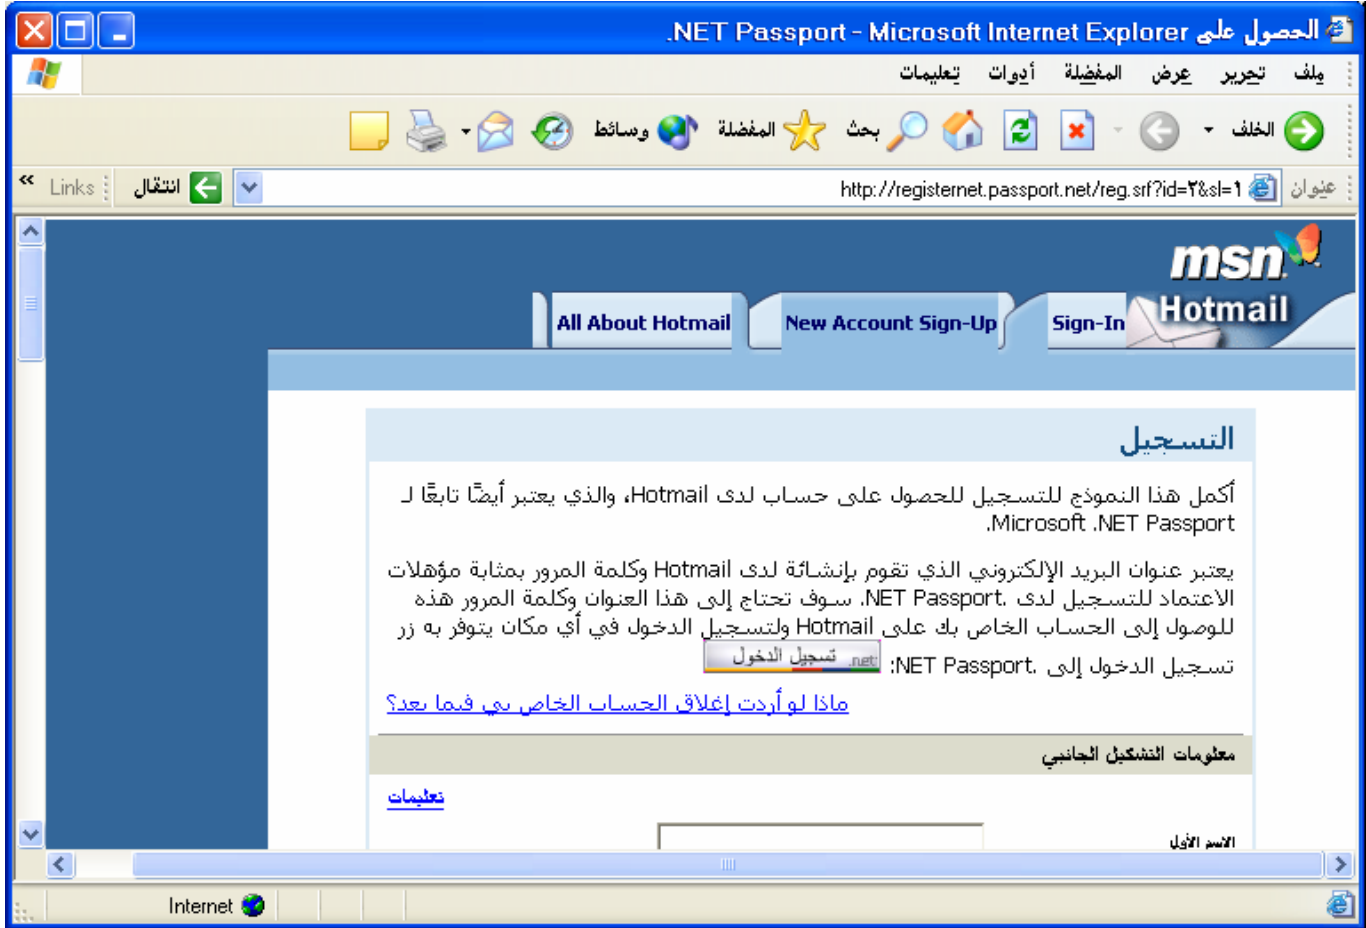 الحصول على .NET Passport - Microsoft Internet Explorer
ملف تحرير عرض المفضلة أدوات تعليمات
الخلف بحث المفضلة وسائط
عنوان http://registernet.passport.net/reg.srf?id=٢&sl=١ انتقال Links »
msn
Hotmail
Sign-In New Account Sign-Up All About Hotmail
التسجيل
أكمل هذا النموذج للتسجيل للحصول على حساب لدى Hotmail، والذي يعتبر أيضًا تابعًا لـ
Microsoft .NET Passport.
يعتبر عنوان البريد الإلكتروني الذي تقوم بإنشائة لدى Hotmail وكلمة المرور بمثابة مؤهلات
الاعتماد للتسجيل لدى .NET Passport. سوف تحتاج إلى هذا العنوان وكلمة المرور هذه
للوصول إلى الحساب الخاص بك على Hotmail ولتسجيل الدخول في أي مكان يتوفر به زر
تسجيل الدخول إلى .NET Passport: .net تسجيل الدخول
ماذا لو أردت إغلاق الحساب الخاص بي فيما بعد؟
معلومات التشكيل الجانبي
تعليمات
الاسم الأول
Internet